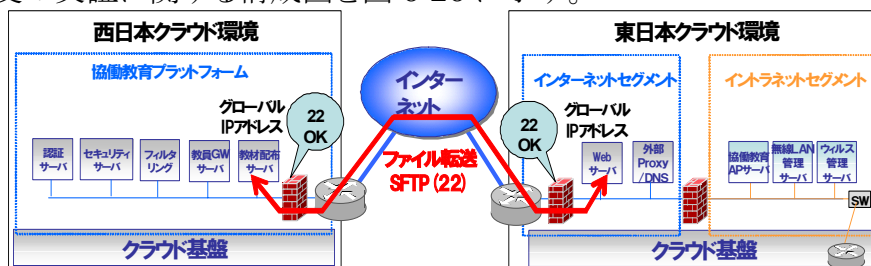 西日本クラウド環境
東日本クラウド環境
協働教育プラットフォーム
インター
ネット
インターネットセグメント
イントラネットセグメント
グローバル
IPアドレス
22
OK
22
OK
グローバル
IPアドレス
認証
サーバ
セキュリティ
サーバ
フィルタ
リング
教員GW
サーバ
教材配布
サーバ
ファイル転送
SFTP(22)
Web
サーバ
外部
Proxy
/DNS
協働教育
APサーバ
無線LAN
管理
サーバ
ウィルス
管理
サーバ
SW
クラウド基盤
クラウド基盤